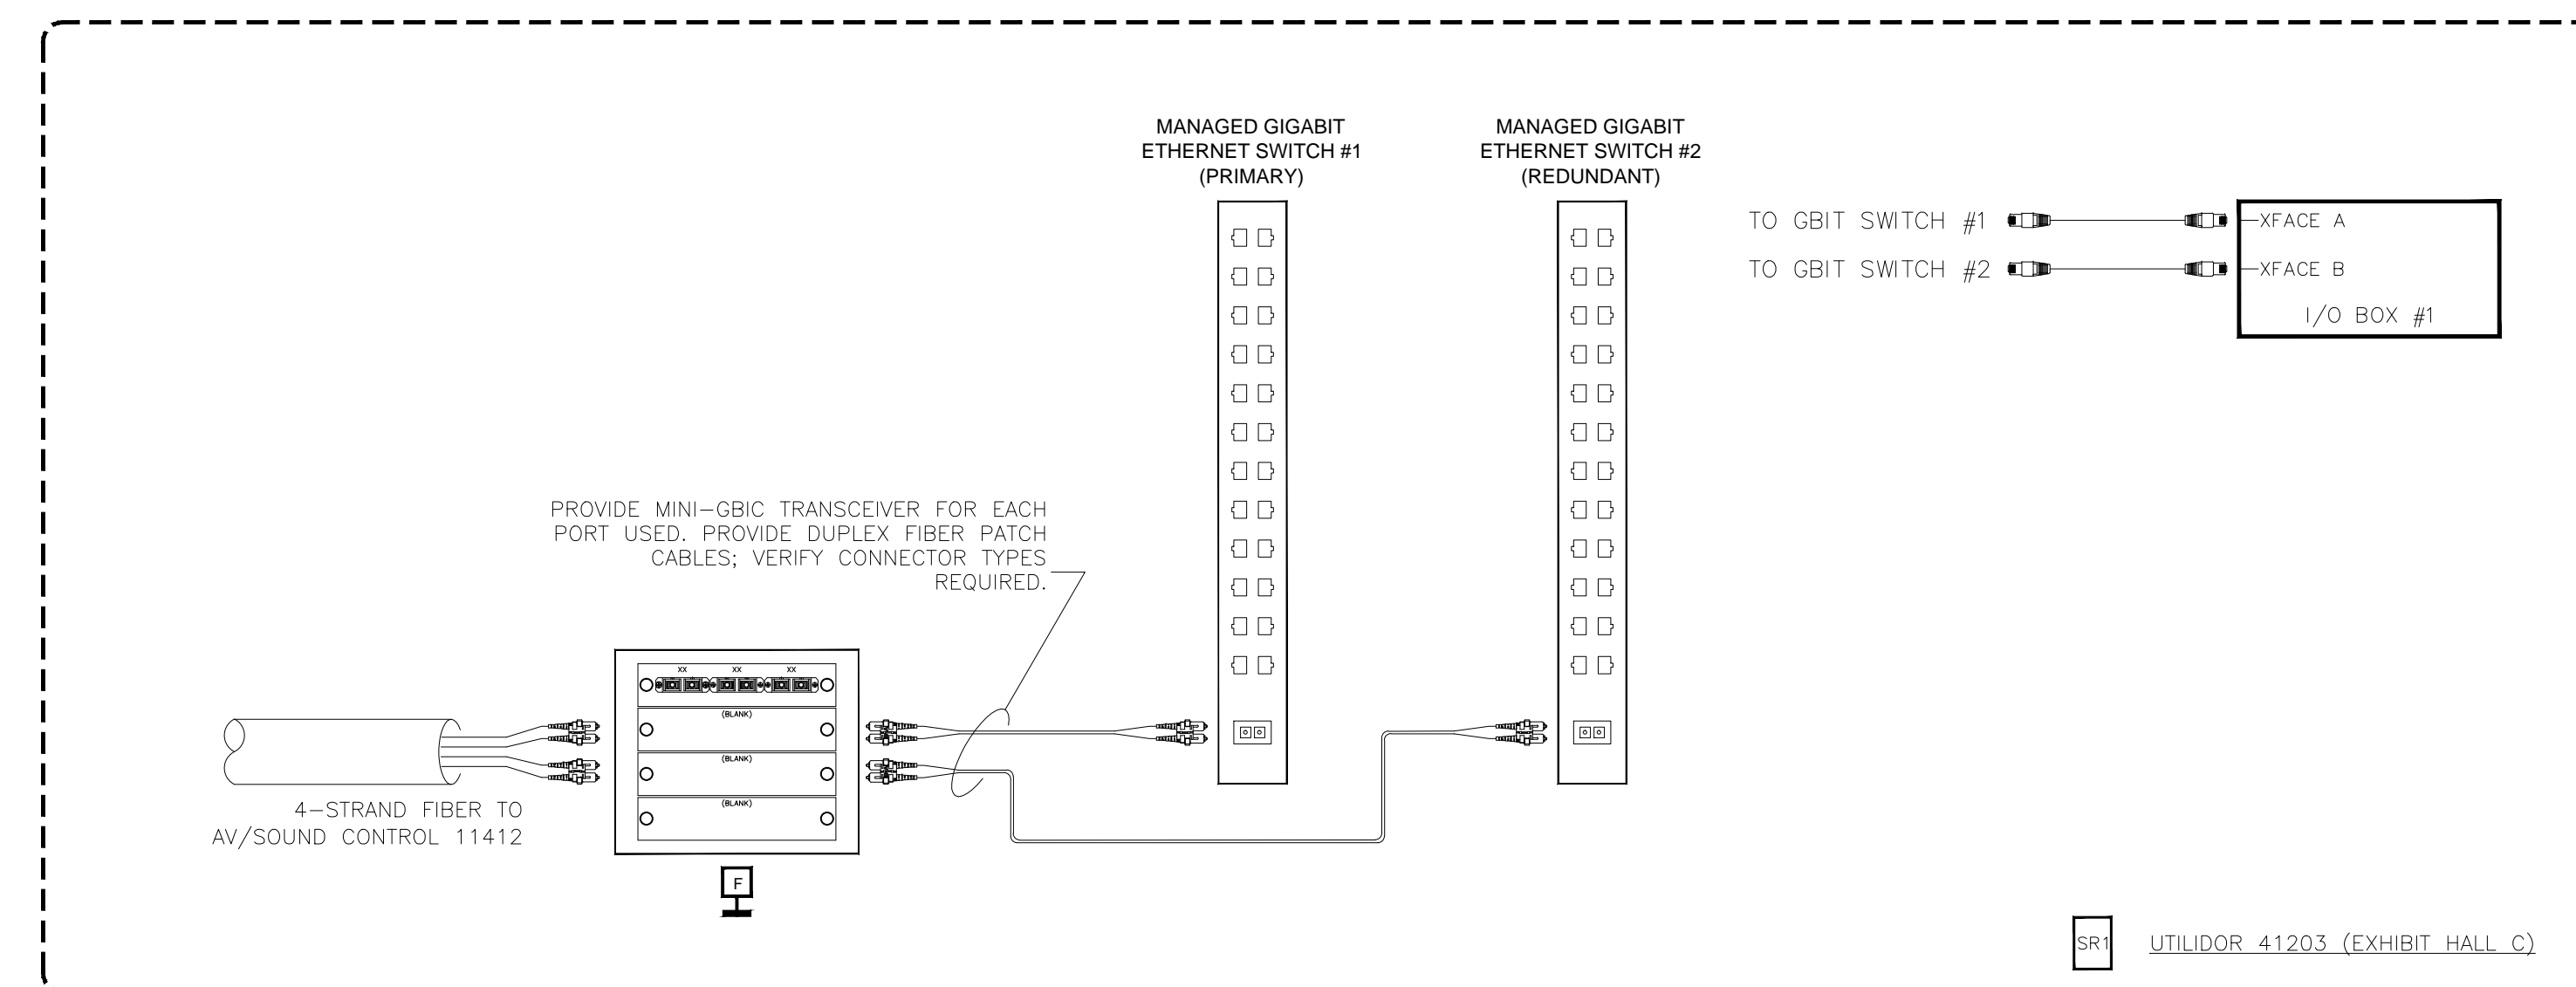 MANAGED GIGABIT
ETHERNET SWITCH #1
(PRIMARY)
MANAGED GIGABIT
ETHERNET SWITCH #2
(REDUNDANT)
TO GBIT SWITCH #1
XFACE A
TO GBIT SWITCH #2
XFACE B
I/O BOX #1
PROVIDE MINI-GBIC TRANSCEIVER FOR EACH
PORT USED. PROVIDE DUPLEX FIBER PATCH
CABLES; VERIFY CONNECTOR TYPES
REQUIRED.
XX XX XX
(BLANK)
(BLANK)
(BLANK)
4-STRAND FIBER TO
AV/SOUND CONTROL 11412
F
SR1
UTILIDOR 41203 (EXHIBIT HALL C)